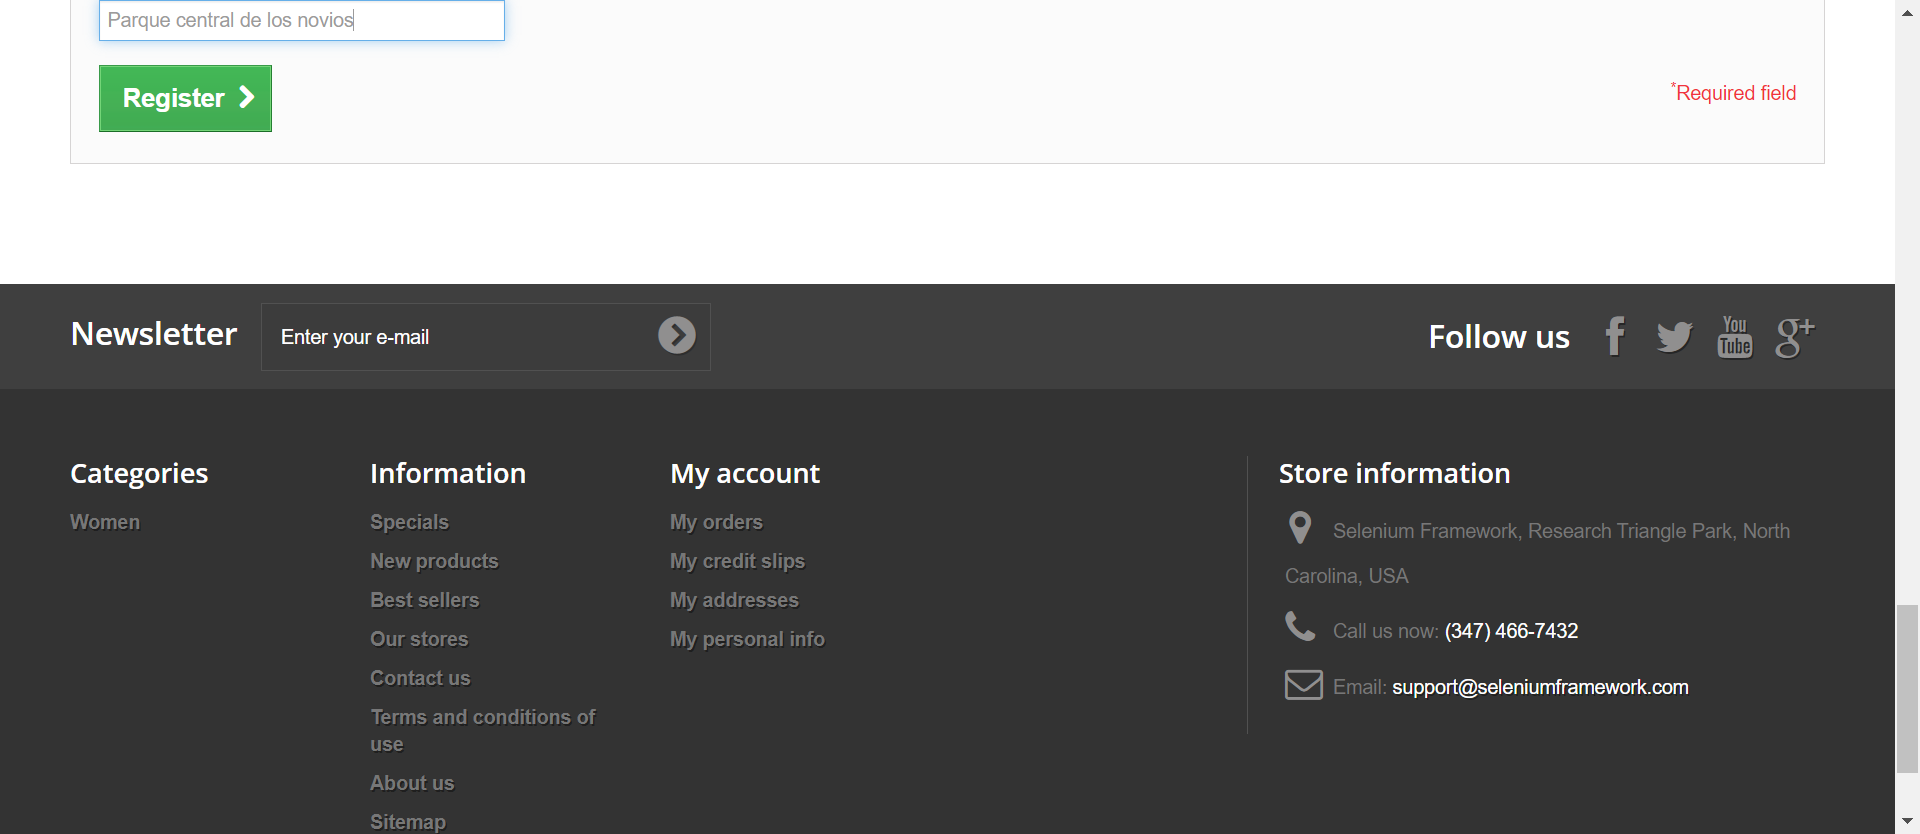 Parque central de los novios
Register
*Required field
Newsletter
Enter your e-mail
Follow us
You
Tube
g+
Categories
Women
Information
Specials
New products
Best sellers
Our stores
Contact us
Terms and conditions of
use
About us
Sitemap
My account
My orders
My credit slips
My addresses
My personal info
Store information
Selenium Framework, Research Triangle Park, North
Carolina, USA
Call us now: (347) 466-7432
Email: support@seleniumframework.com